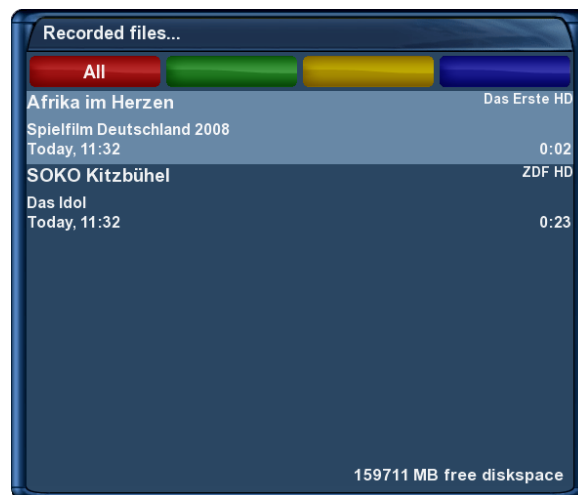 Recorded files...
All
Afrika im Herzen Das Erste HD
Spielfilm Deutschland 2008
Today, 11:32 0:02
SOKO Kitzbühel ZDF HD
Das Idol
Today, 11:32 0:23
159711 MB free diskspace